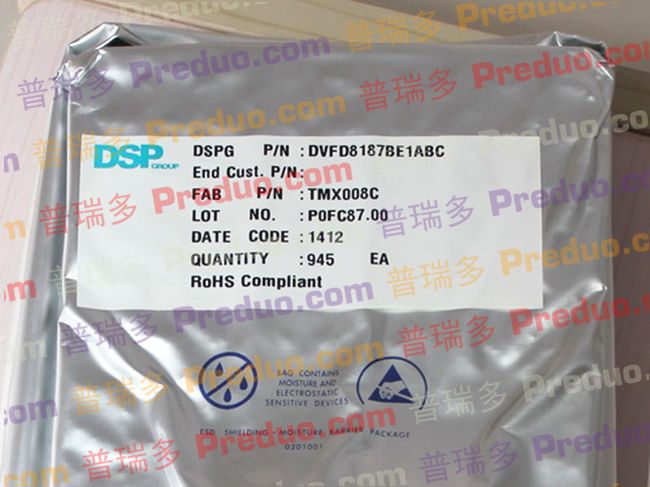 DSP GROUP
DSPG P/N : DVFD8187BE1ABC
End Cust. P/N:
FAB P/N : TMX008C
LOT NO. : P0FC87.00
DATE CODE : 1412
QUANTITY : 945 EA
RoHS Compliant
BAG CONTAINS
MOISTURE AND
ELECTROSTATIC
SENSITIVE DEVICES
ESD SHIELDING - MOISTURE BARRIER PACKAGE
0201001
普瑞多 Preduo.com